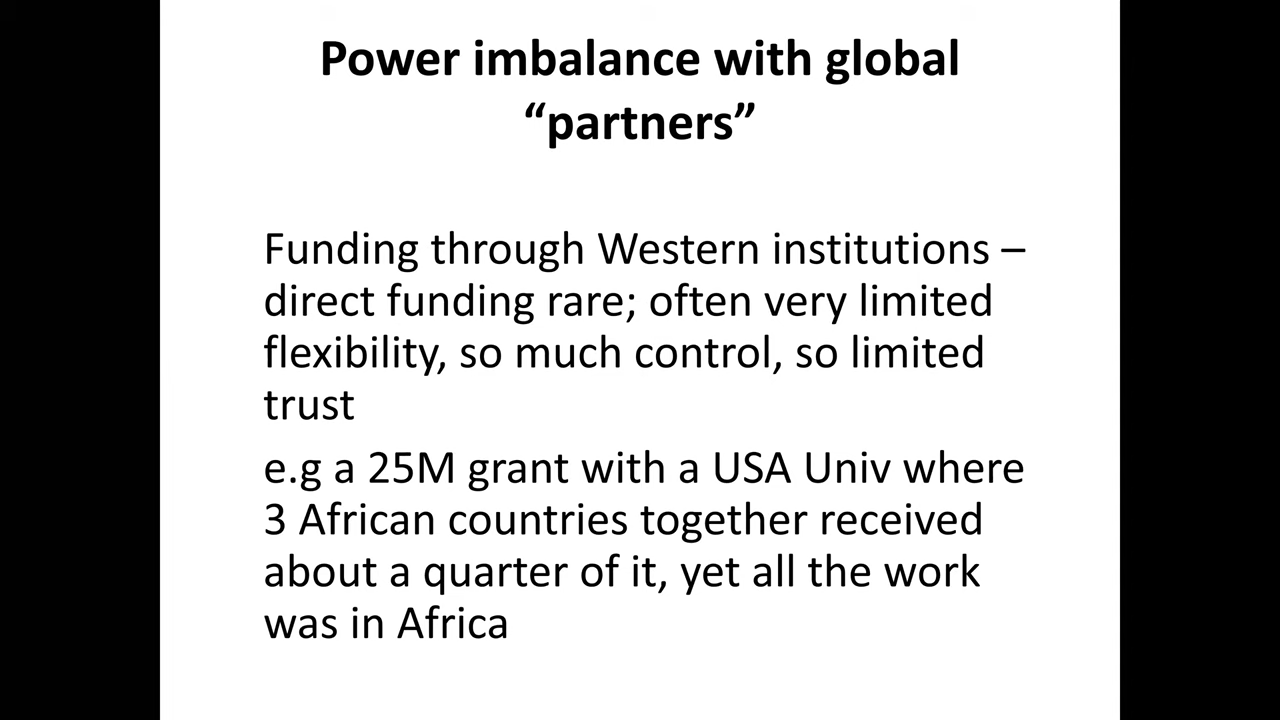 Power imbalance with global
“partners”
Funding through Western institutions –
direct funding rare; often very limited
flexibility, so much control, so limited
trust
e.g a 25M grant with a USA Univ where
3 African countries together received
about a quarter of it, yet all the work
was in Africa